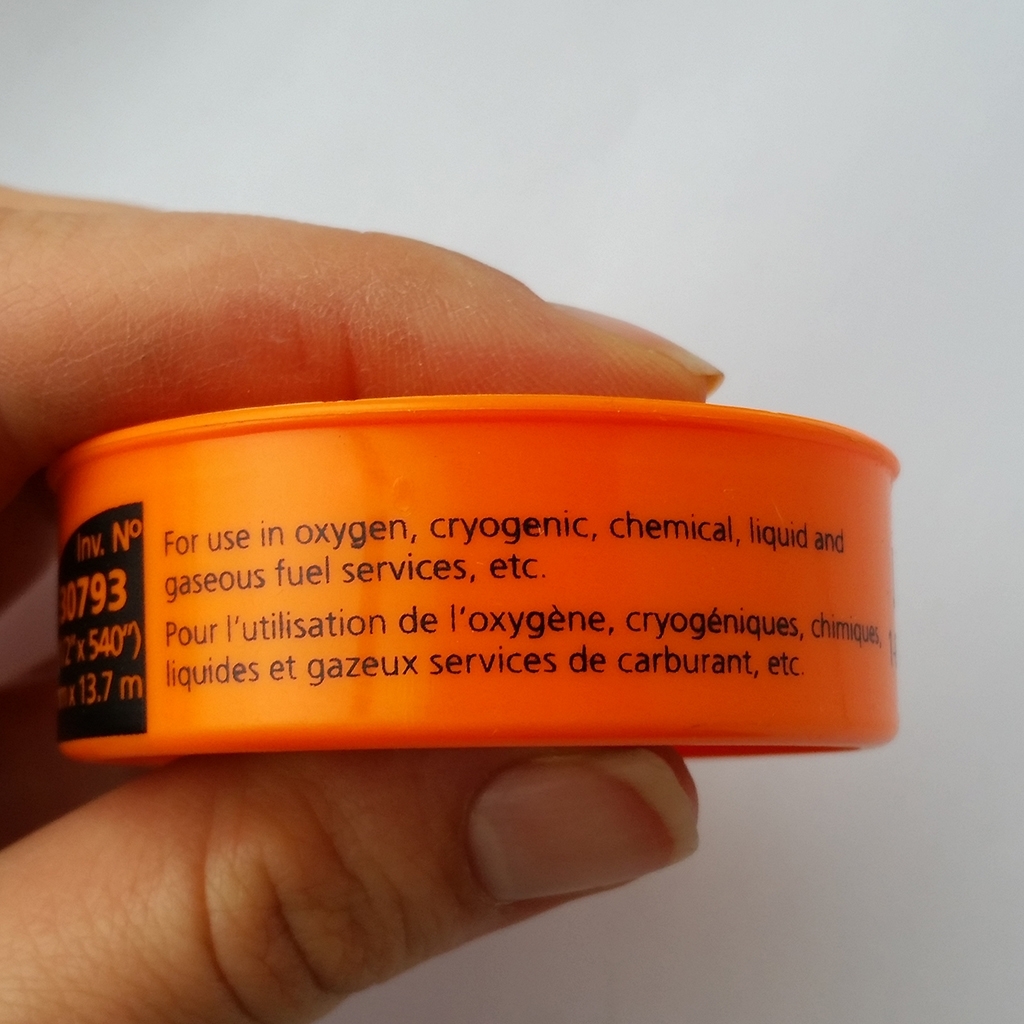 Inv. Nº
0793
2"x 540")
x 13.7 m
For use in oxygen, cryogenic, chemical, liquid and
gaseous fuel services, etc.
Pour l'utilisation de l'oxygène, cryogéniques, chimiques,
liquides et gazeux services de carburant, etc.